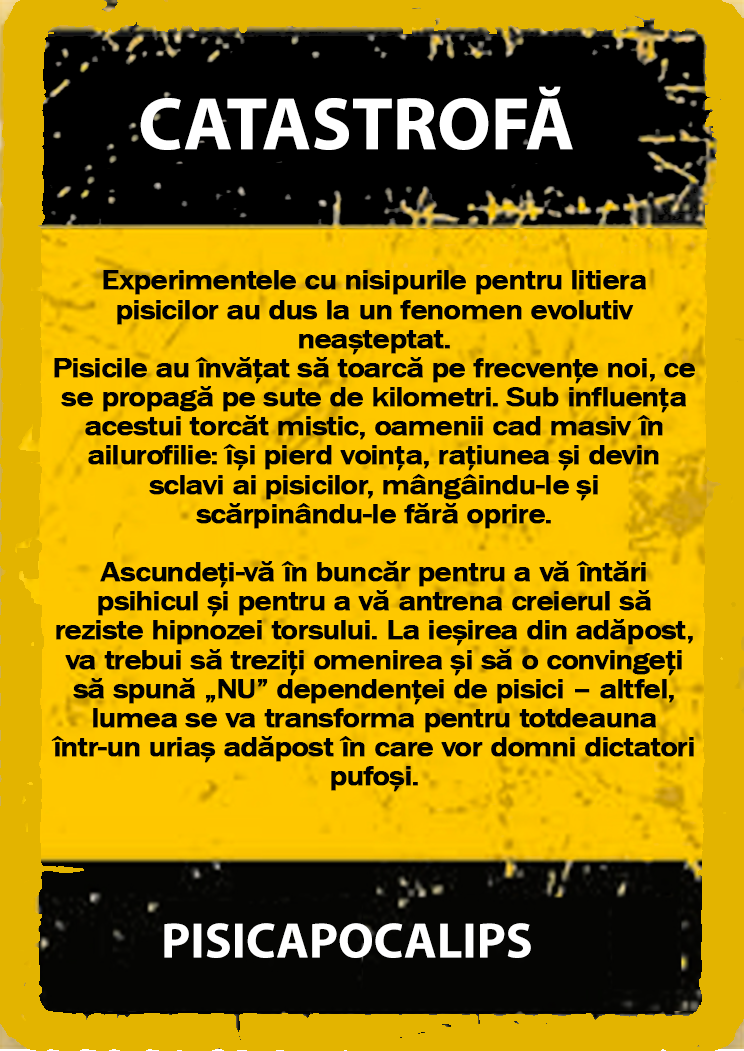 CATASTROFĂ
Experimentele cu nisipurile pentru litiera
pisicilor au dus la un fenomen evolutiv
neașteptat.
Pisicile au învățat să toarcă pe frecvențe noi, ce
se propagă pe sute de kilometri. Sub influența
acestui torcăt mistic, oamenii cad masiv în
ailurofilie: își pierd voința, rațiunea și devin
sclavi ai pisicilor, mângâindu-le și
scărpinându-le fără oprire.
Ascundeți-vă în buncăr pentru a vă întări
psihicul și pentru a vă antrena creierul să
reziste hipnozei torsului. La ieșirea din adăpost,
va trebui să treziți omenirea și să o convingeți
să spună „NU” dependenței de pisici – altfel,
lumea se va transforma pentru totdeauna
într-un uriaș adăpost în care vor domni dictatori
pufoși.
PISICAPOCALIPS